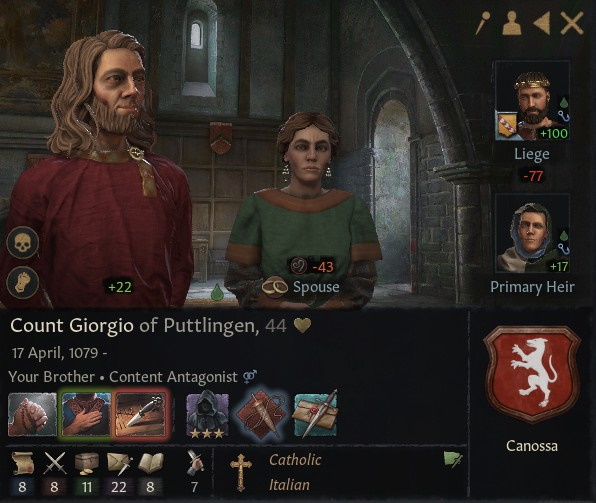 +100
Liege
-77
+17
Primary Heir
+22
-43
Spouse
Count Giorgio of Puttlingen, 44
17 April, 1079 -
Your Brother • Content Antagonist
8 8 11 22 8 7
Catholic
Italian
Canossa